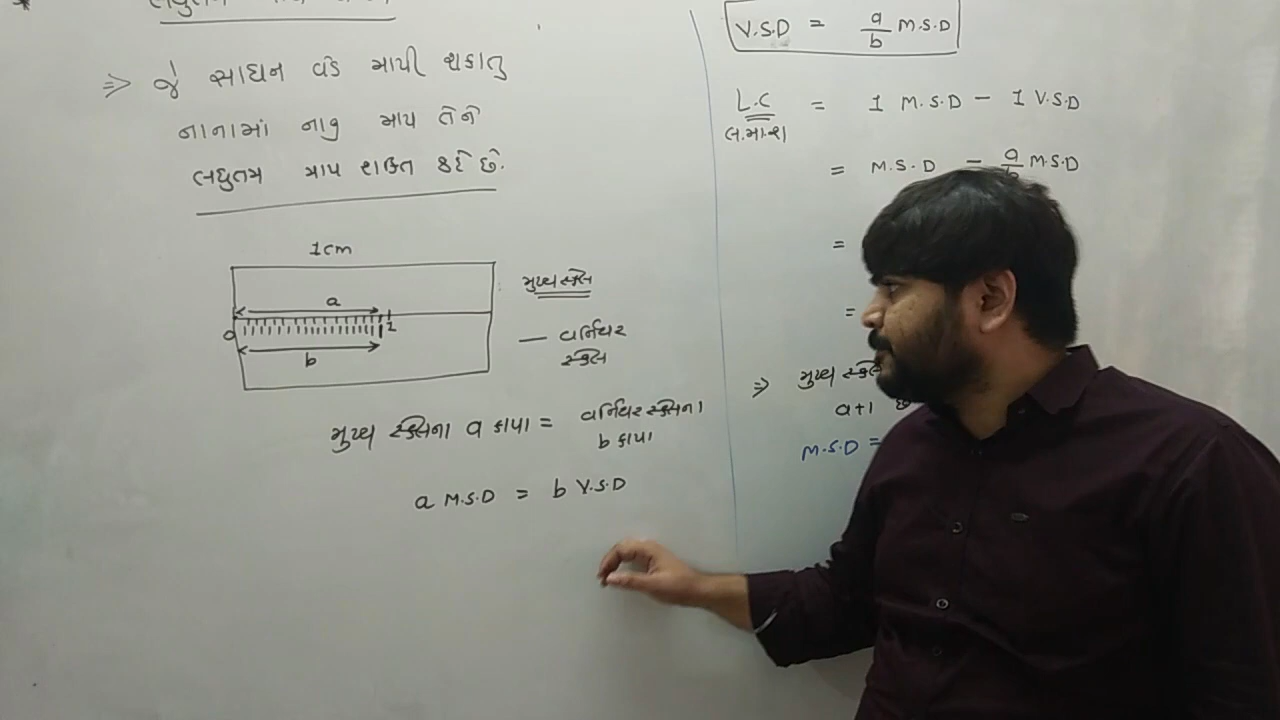 ⇒ જે સાધન વડે માપી શકાતુ
નાનામાં નાનુ માપ તેને
લઘુતમ માપ શક્તિ કહે છે.
1cm
a
0
b
મુખ્ય સ્કેલ
— વર્નિયર
સ્કેલ
મુખ્ય સ્કેલના a કાપા = વર્નિયર સ્કેલના
b કાપા
a M.S.D = b V.S.D
V.S.D = a/b M.S.D
L.C = 1 M.S.D - 1 V.S.D
લ.મા.શ
= M.S.D - a/b M.S.D
=
=
⇒ મુખ્ય સ્કેલ
a+1
M.S.D =